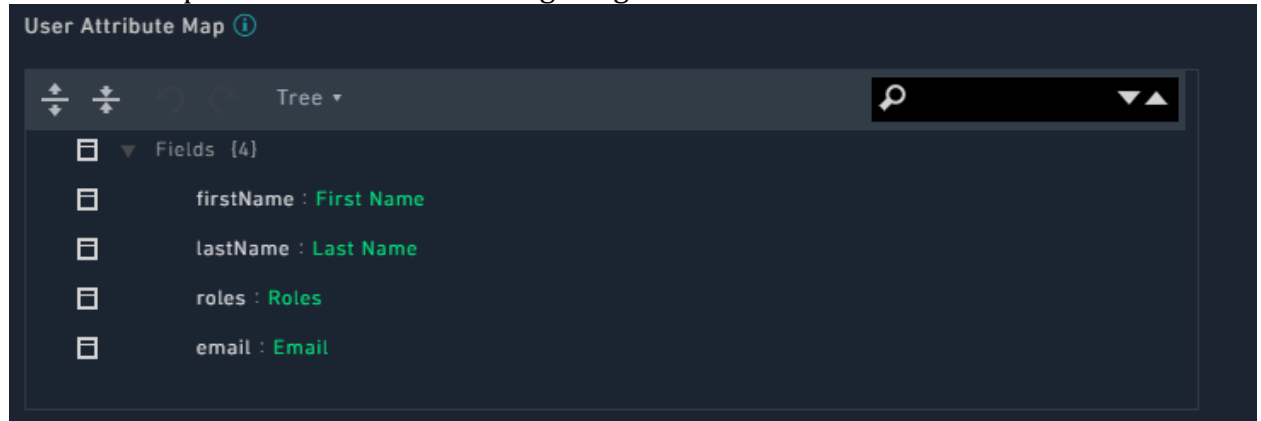 User Attribute Map
Tree
Fields {4}
firstName : First Name
lastName : Last Name
roles : Roles
email : Email